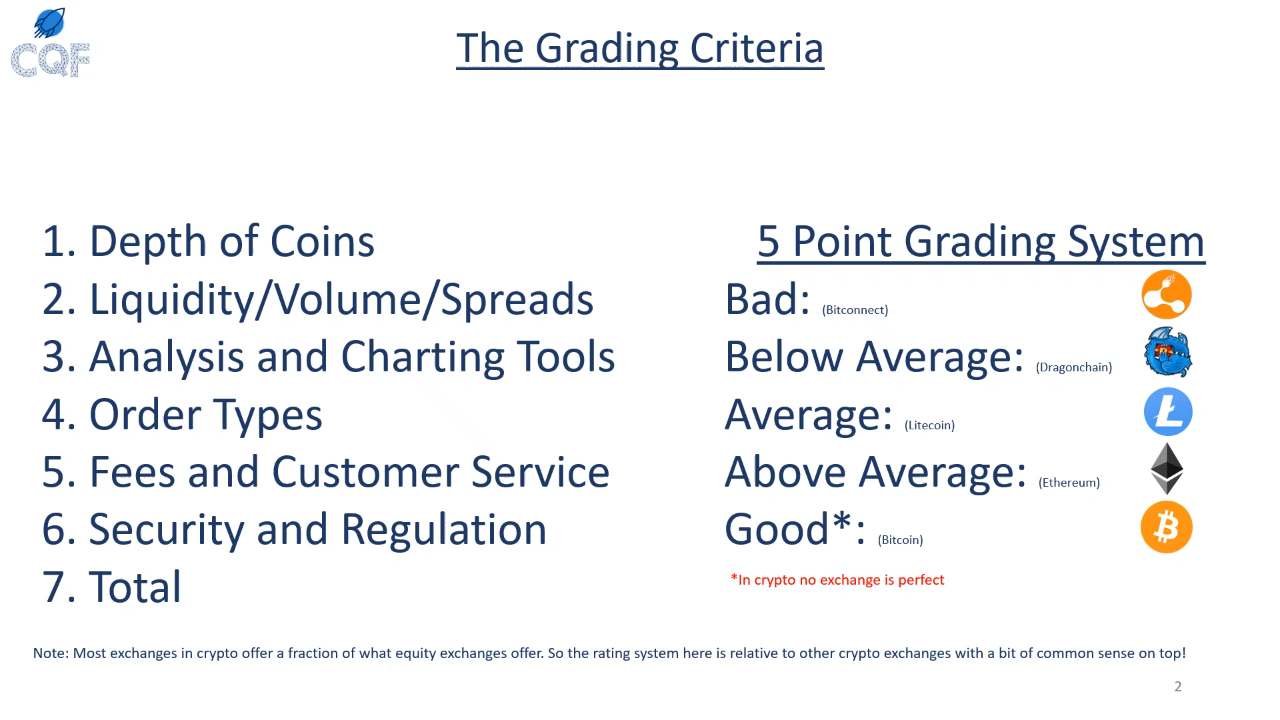 CQF
The Grading Criteria
1. Depth of Coins
2. Liquidity/Volume/Spreads
3. Analysis and Charting Tools
4. Order Types
5. Fees and Customer Service
6. Security and Regulation
7. Total
5 Point Grading System
Bad: (Bitconnect)
Below Average: (Dragonchain)
Average: (Litecoin)
Above Average: (Ethereum)
Good*: (Bitcoin)
*In crypto no exchange is perfect
Note: Most exchanges in crypto offer a fraction of what equity exchanges offer. So the rating system here is relative to other crypto exchanges with a bit of common sense on top!
2